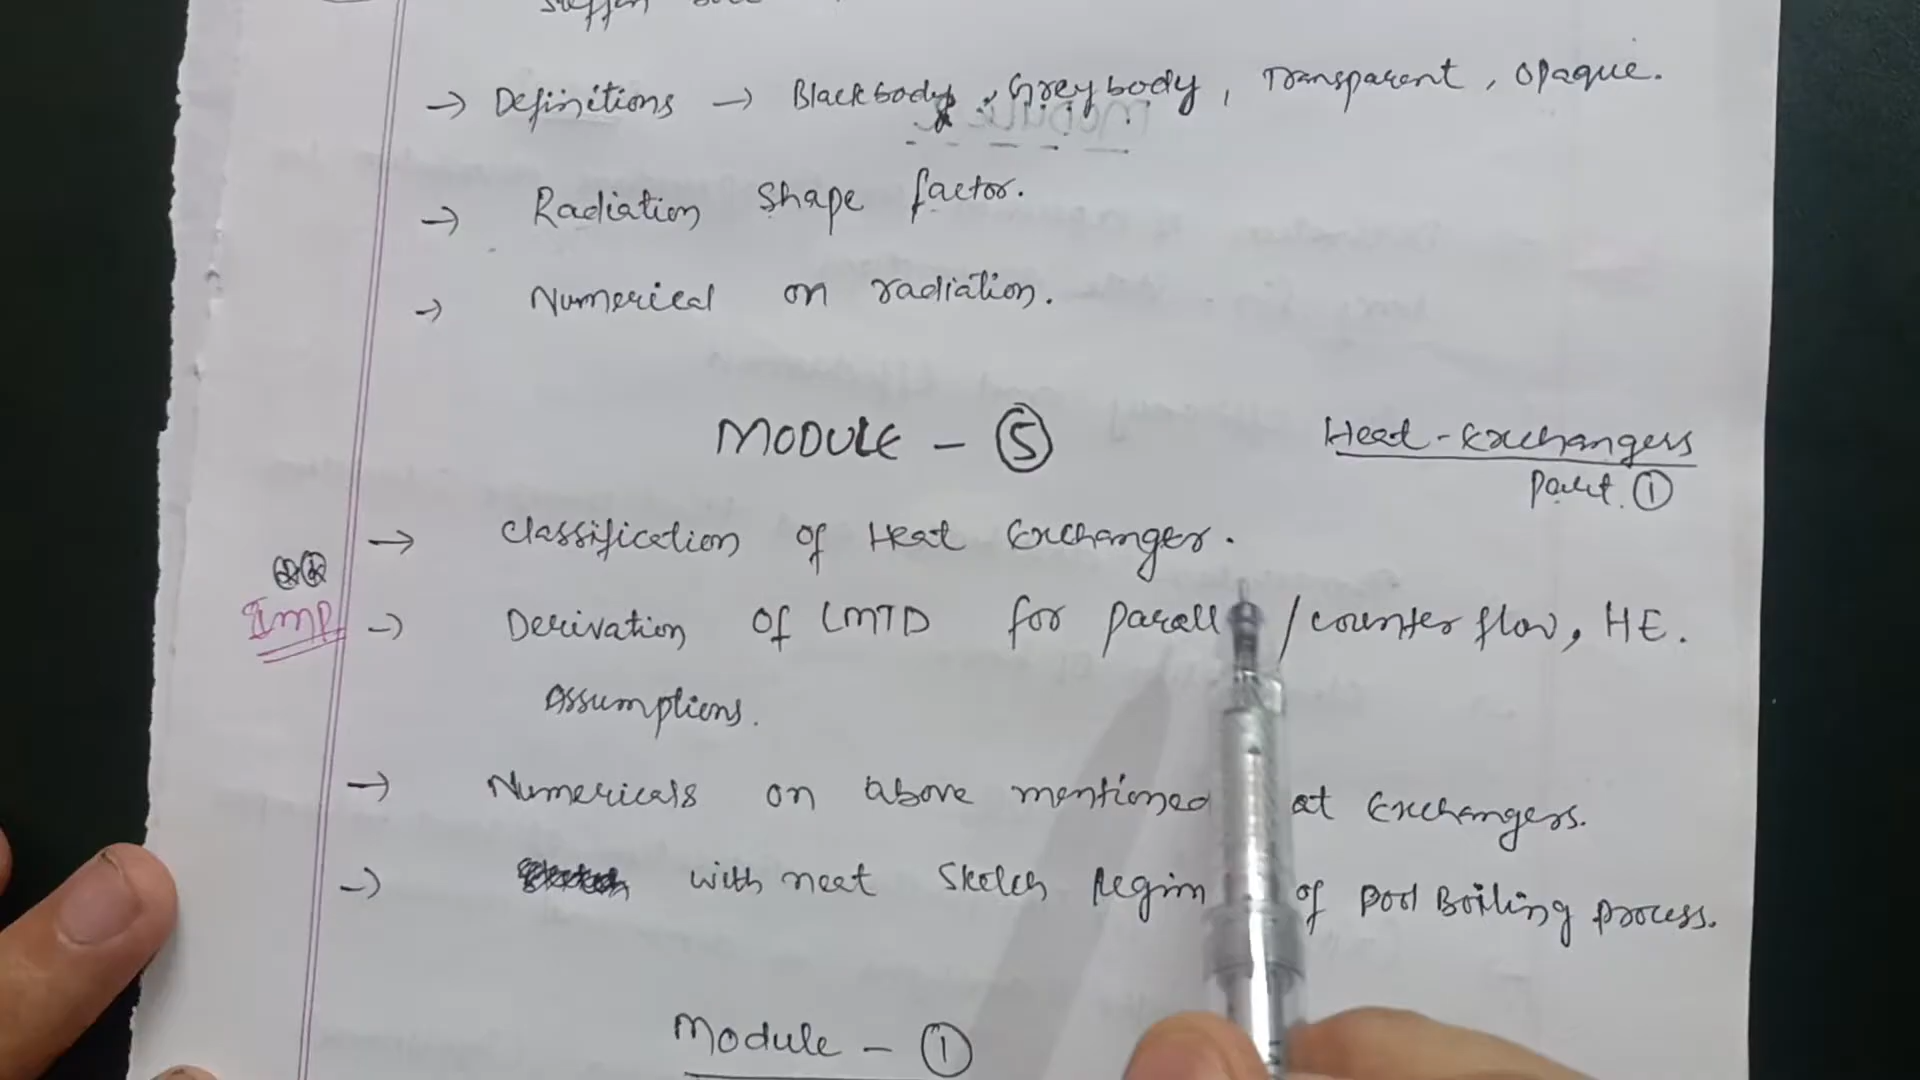 → Definitions → Blackbody, Greybody, Transparent, Opaque.
→ Radiation shape factor.
→ Numerical on radiation.
MODULE - 5
Heat-Exchangers
Part. 1
→ Classification of Heat Exchanger.
Imp → Derivation of LMTD for Parall / counter flow, HE.
Assumptions.
→ Numericals on above mentioned at Exchangers.
→ with neat Sketch Regim of Pool Boiling process.
Module - 1